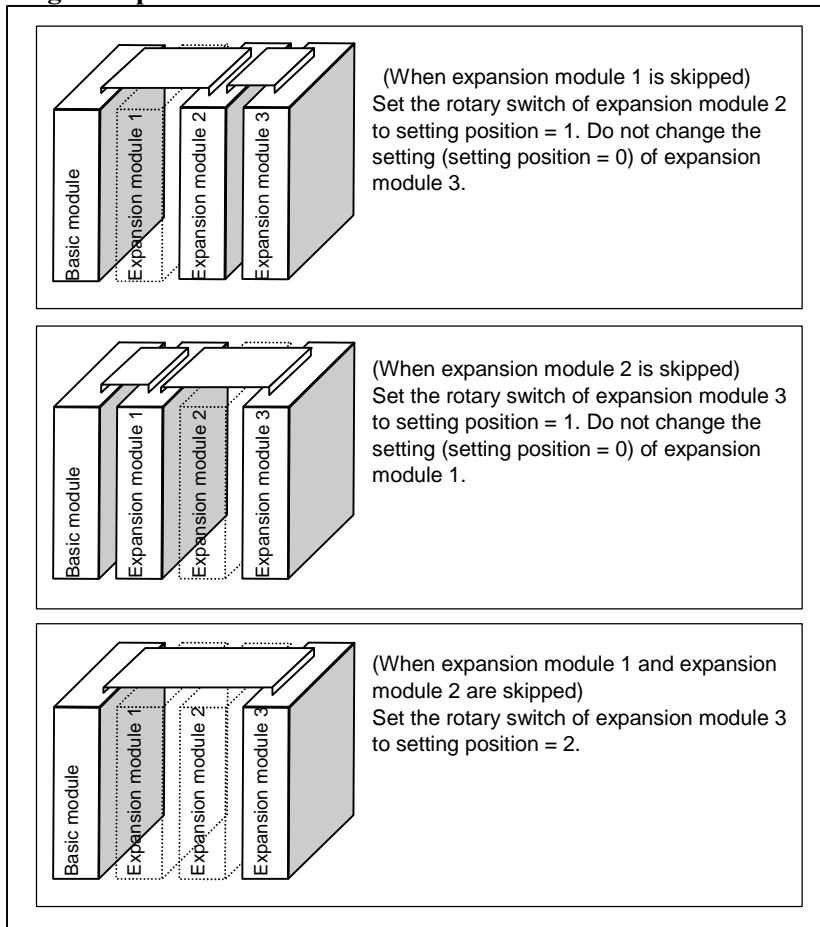 Basic module
Expansion module 1
Expansion module 2
Expansion module 3
(When expansion module 1 is skipped)
Set the rotary switch of expansion module 2
to setting position = 1. Do not change the
setting (setting position = 0) of expansion
module 3.
Basic module
Expansion module 1
Expansion module 2
Expansion module 3
(When expansion module 2 is skipped)
Set the rotary switch of expansion module 3
to setting position = 1. Do not change the
setting (setting position = 0) of expansion
module 1.
Basic module
Expansion module 1
Expansion module 2
Expansion module 3
(When expansion module 1 and expansion
module 2 are skipped)
Set the rotary switch of expansion module 3
to setting position = 2.